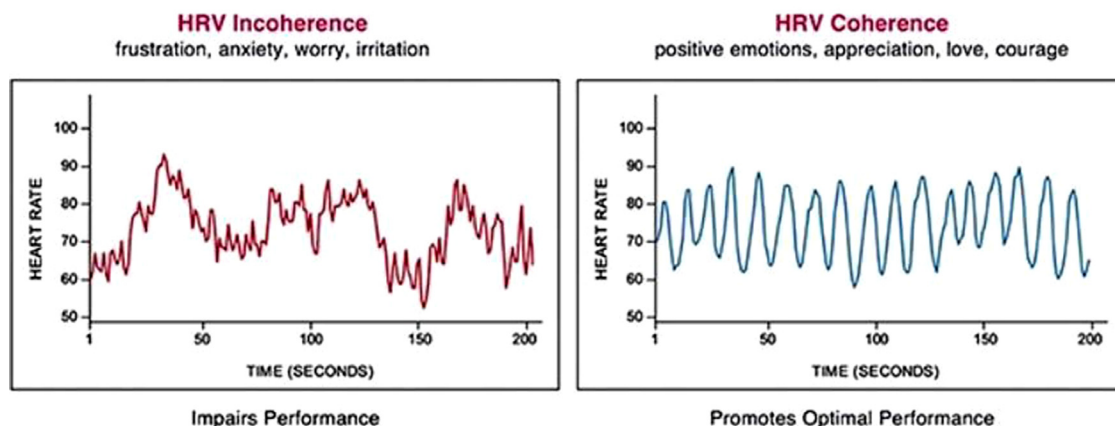 HRV Incoherence
frustration, anxiety, worry, irritation
100
90
80
70
60
50
HEART RATE
1
50
100
150
200
TIME (SECONDS)
Impairs Performance
HRV Coherence
positive emotions, appreciation, love, courage
100
90
80
70
60
50
HEART RATE
1
50
100
150
200
TIME (SECONDS)
Promotes Optimal Performance